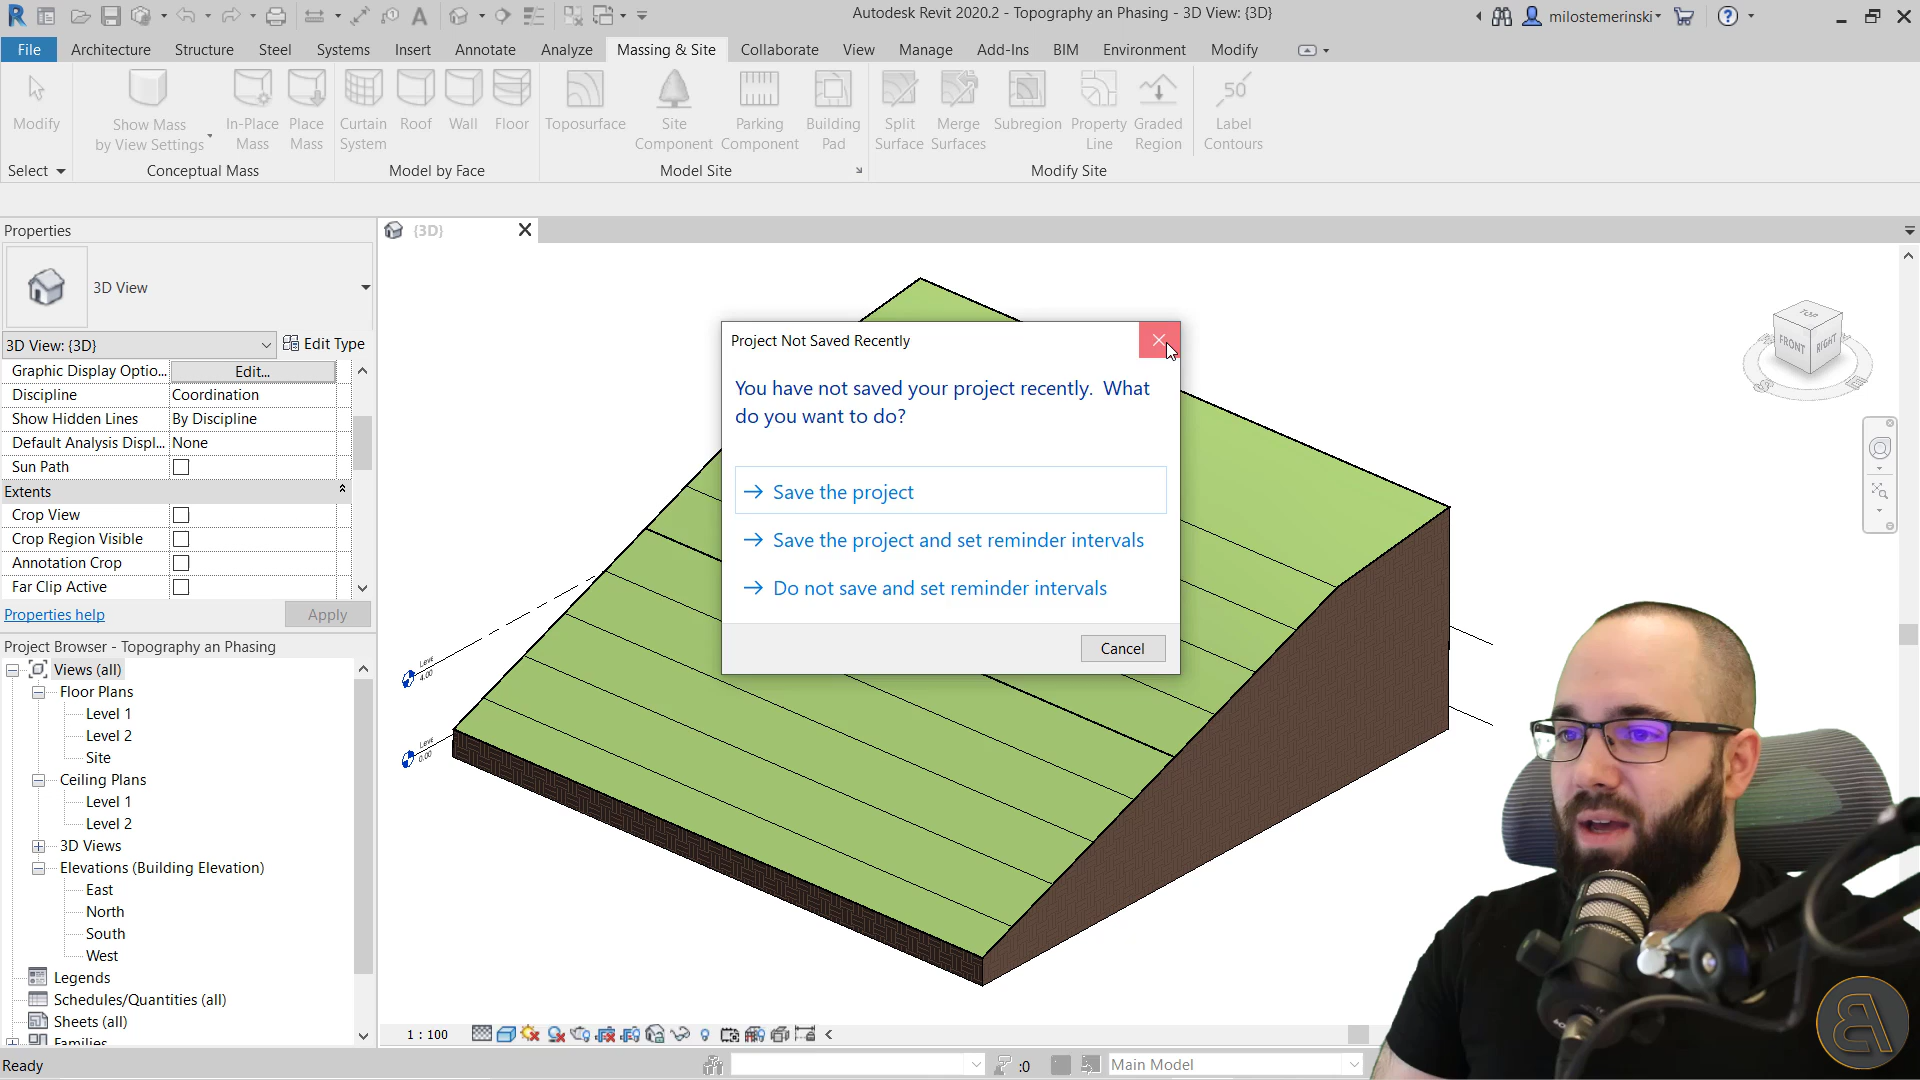 Autodesk Revit 2020.2 - Topography an Phasing - 3D View: {3D}
milostemerinski
File Architecture Structure Steel Systems Insert Annotate Analyze Massing & Site Collaborate View Manage Add-Ins BIM Environment Modify
Modify
Show Mass
by View Settings
In-Place
Mass
Place
Mass
Curtain
System
Roof
Wall
Floor
Toposurface
Site
Component
Parking
Component
Building
Pad
Split
Surface
Merge
Surfaces
Subregion
Property
Line
Graded
Region
50
Label
Contours
Select
Conceptual Mass
Model by Face
Model Site
Modify Site
Properties
{3D}
3D View
3D View: {3D}
Edit Type
Graphic Display Optio... Edit...
Discipline Coordination
Show Hidden Lines By Discipline
Default Analysis Displ... None
Sun Path
Extents
Crop View
Crop Region Visible
Annotation Crop
Far Clip Active
Properties help
Apply
Project Browser - Topography an Phasing
Views (all)
Floor Plans
Level 1
Level 2
Site
Ceiling Plans
Level 1
Level 2
3D Views
Elevations (Building Elevation)
East
North
South
West
Legends
Schedules/Quantities (all)
Sheets (all)
Families
Project Not Saved Recently
You have not saved your project recently. What
do you want to do?
Save the project
Save the project and set reminder intervals
Do not save and set reminder intervals
Cancel
TOP
FRONT
RIGHT
S
E
Leve
4.00
Leve
0.00
1 : 100
Ready
:0
Main Model